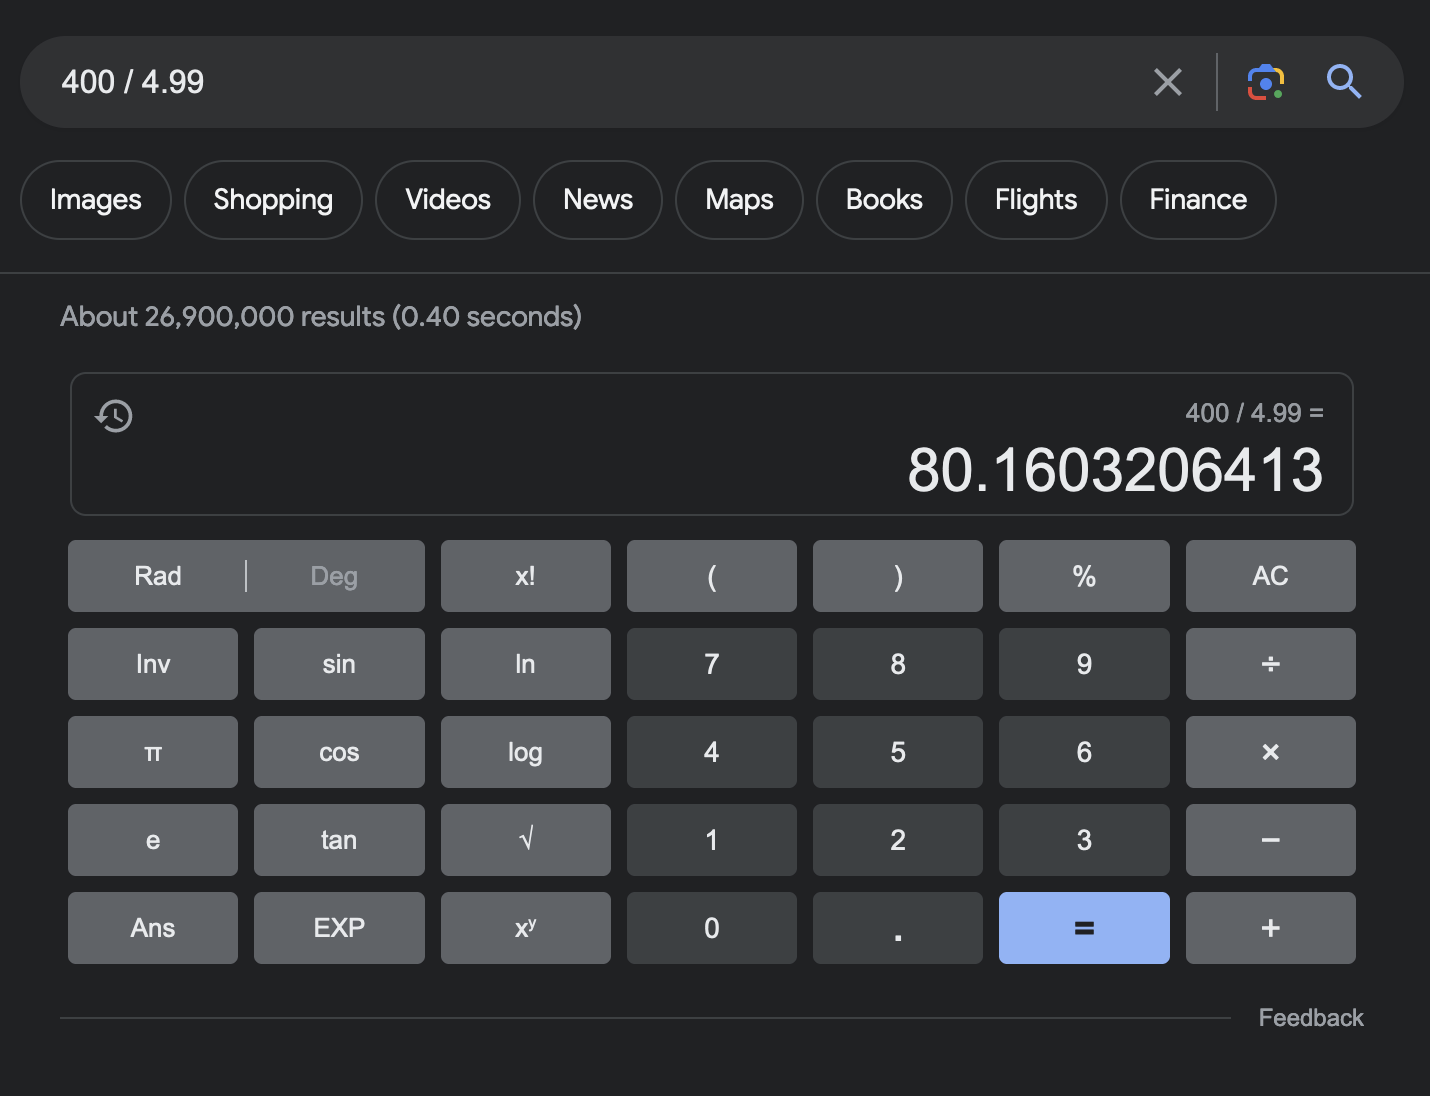 400 / 4.99
Images Shopping Videos News Maps Books Flights Finance
About 26,900,000 results (0.40 seconds)
400 / 4.99 =
80.1603206413
Rad | Deg x! ( ) % AC
Inv sin ln 7 8 9 ÷
π cos log 4 5 6 ×
e tan √ 1 2 3 −
Ans EXP xʸ 0 . = +
Feedback